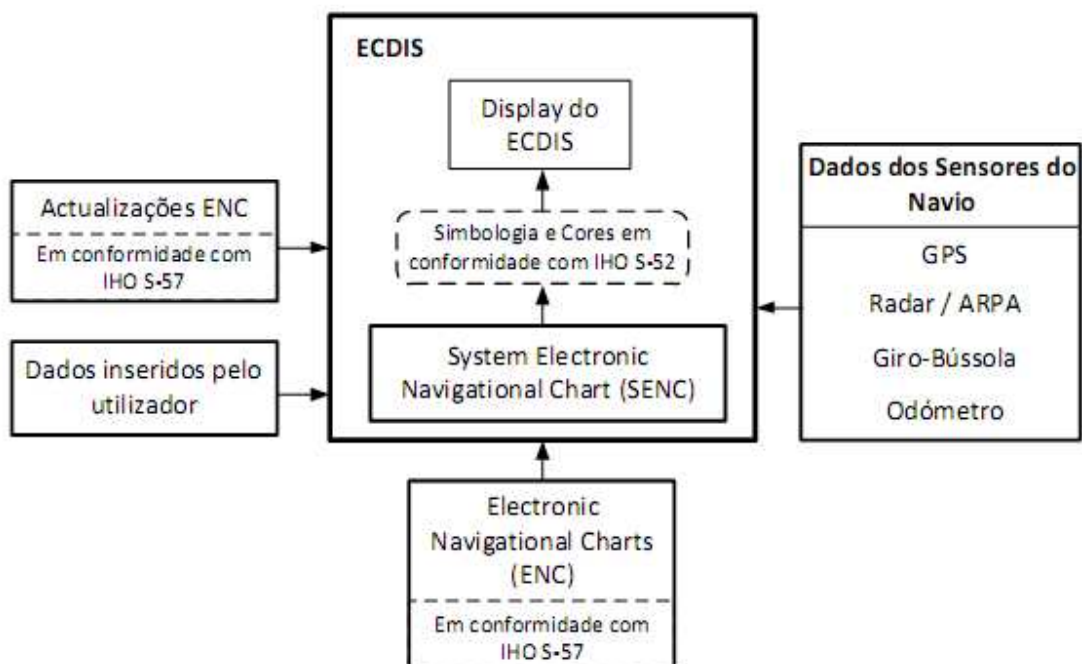 ECDIS
Display do
ECDIS
Simbologia e Cores em
conformidade com IHO S-52
System Electronic
Navigational Chart (SENC)
Actualizações ENC
Em conformidade com
IHO S-57
Dados inseridos pelo
utilizador
Dados dos Sensores do
Navio
GPS
Radar / ARPA
Giro-Bússola
Odómetro
Electronic
Navigational Charts
(ENC)
Em conformidade com
IHO S-57